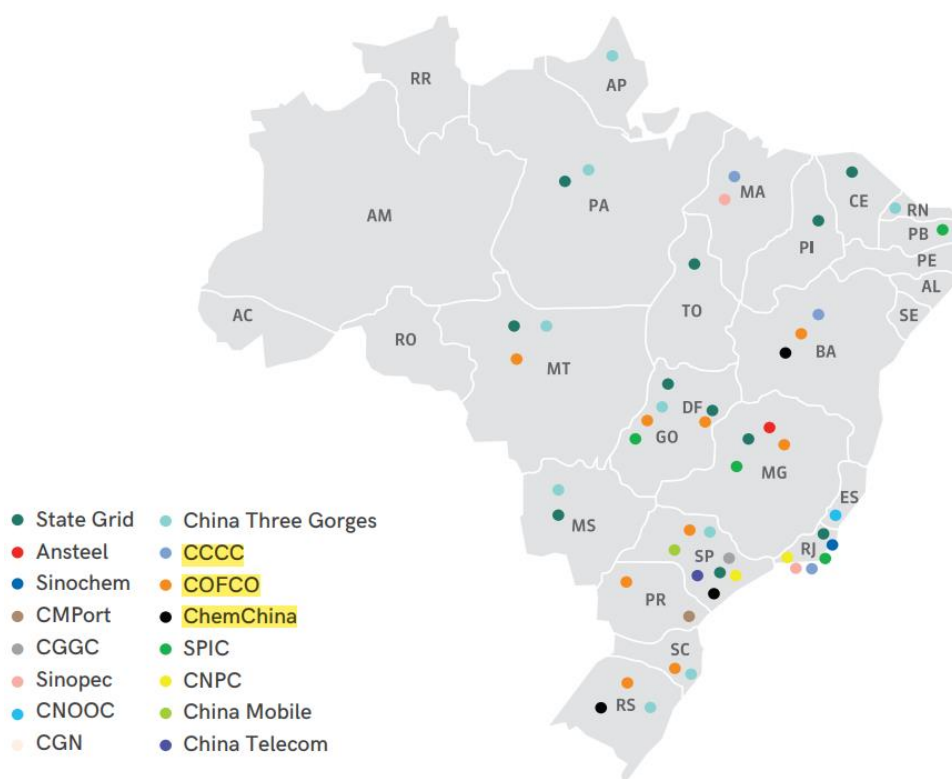 RR
AP
AM
PA
MA
CE
RN
PB
PI
PE
AL
TO
SE
AC
RO
BA
MT
DF
GO
MG
ES
MS
RJ
SP
PR
SC
RS
State Grid
Ansteel
Sinochem
CMPort
CGGC
Sinopec
CNOOC
CGN
China Three Gorges
CCCC
COFCO
ChemChina
SPIC
CNPC
China Mobile
China Telecom